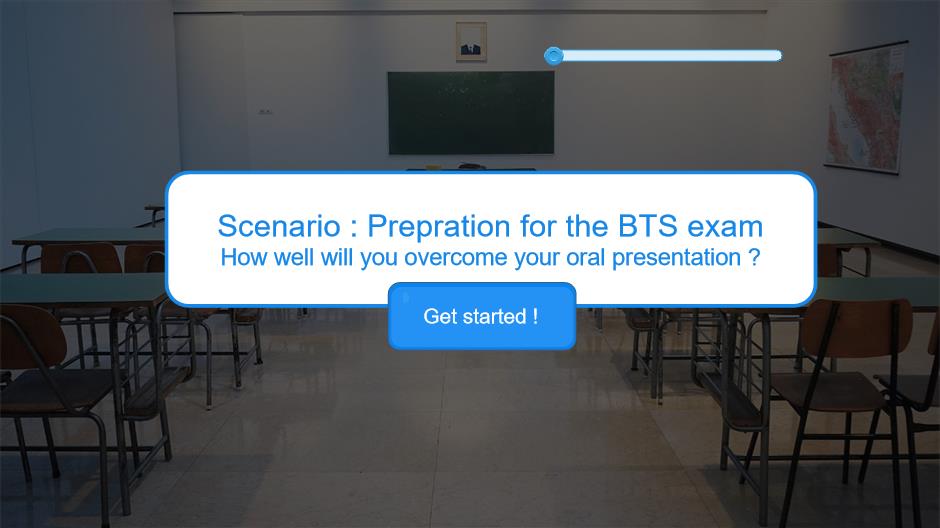 Scenario : Prepration for the BTS exam
How well will you overcome your oral presentation ?
Get started !